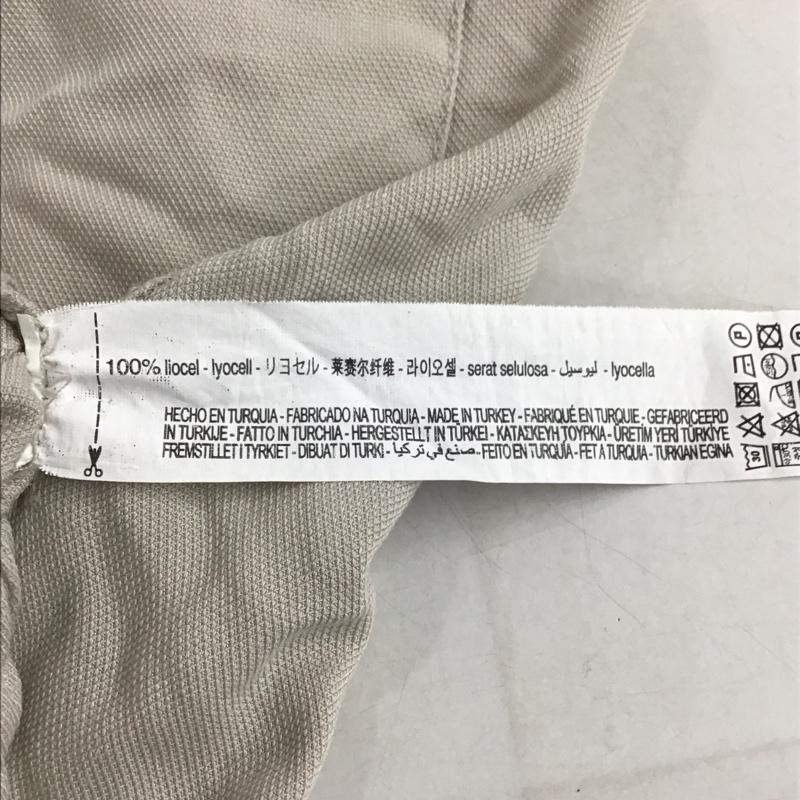 100% liocel - lyocell - リヨセル - 莱赛尔纤维 - 라이오셀 - serat selulosa - ليوسيل - lyocella
HECHO EN TURQUIA - FABRICADO NA TURQUIA - MADE IN TURKEY - FABRIQUÉ EN TURQUIE - GEFABRICEERD
IN TURKIJE - FATTO IN TURCHIA - HERGESTELLT IN TÜRKEI - ΚΑΤΑΣΚΕΥΗ ΤΟΥΡΚΙΑ - ÜRETİM YERİ TÜRKİYE
FREMSTILLET I TYRKIET - DIBUAT DI TURKI - صنع في تركيا - FEITO EN TURQUÍA - FET A TURQUIA - TURKIAN EGINA
P